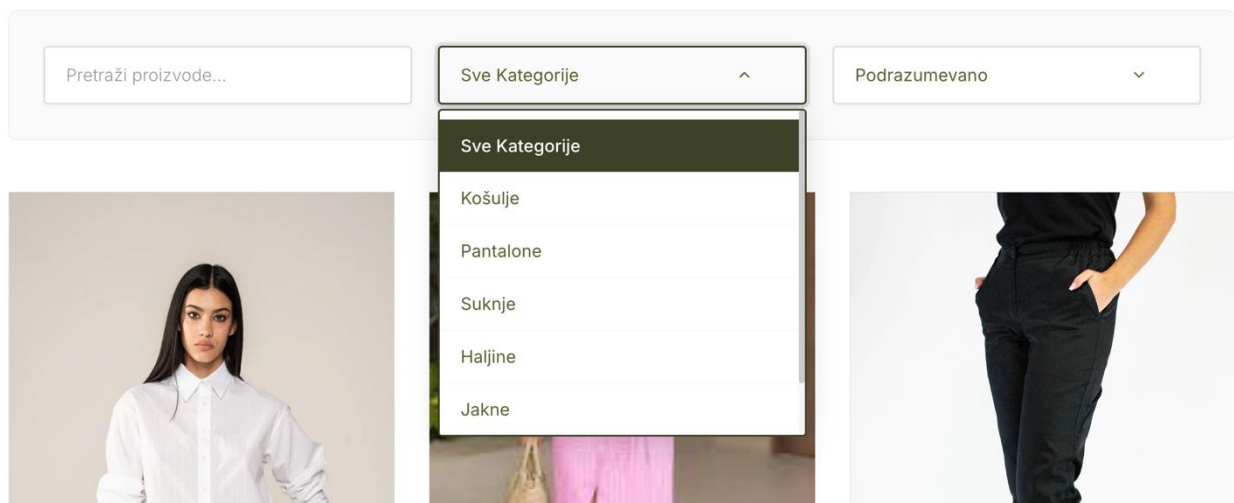 Pretraži proizvode...
Sve Kategorije
Podrazumevano
Sve Kategorije
Košulje
Pantalone
Suknje
Haljine
Jakne